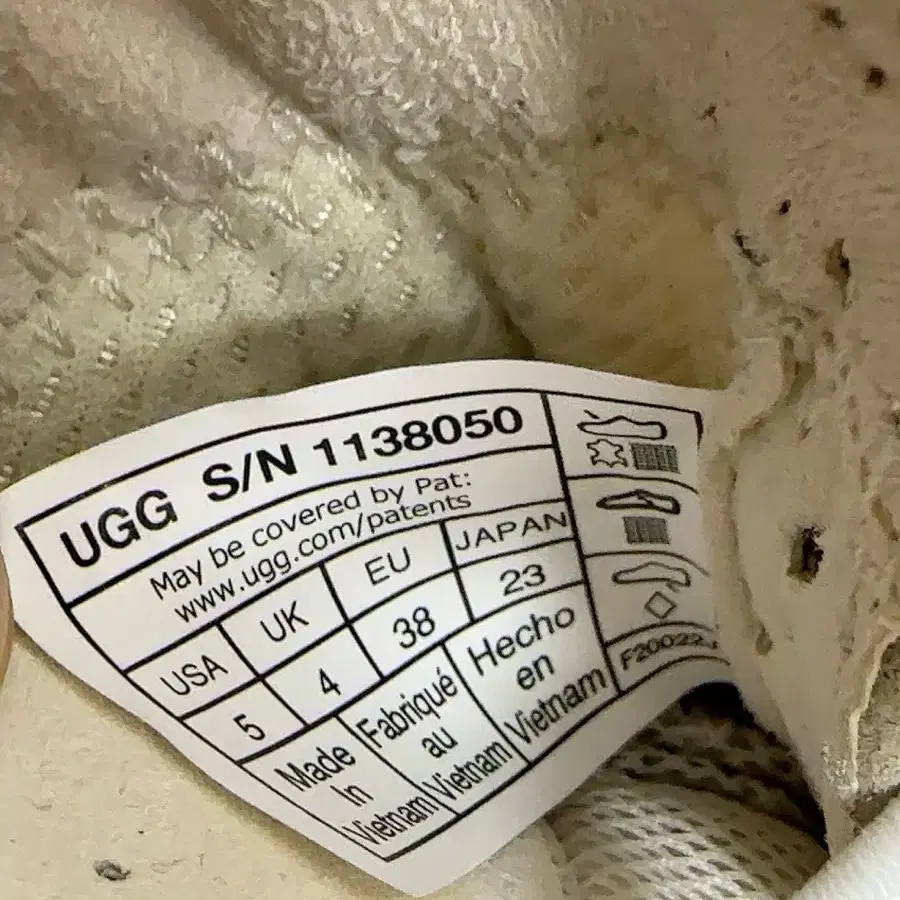 UGG S/N 1138050
May be covered by Pat:
www.ugg.com/patents
USA UK EU JAPAN
5 4 38 23
Made
In
Vietnam
Fabriqué
au
Vietnam
Hecho
en
Vietnam
F20022